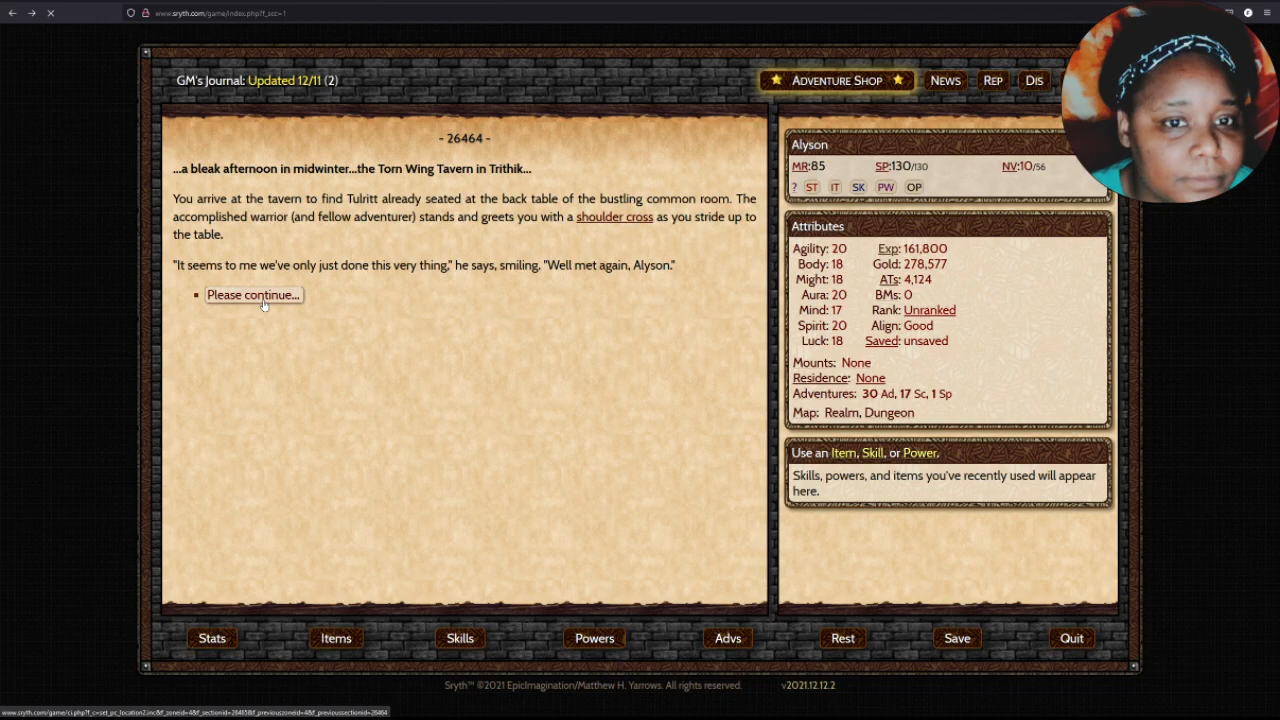 www.sryth.com/game/index.php?f_scc=1
GM's Journal: Updated 12/11 (2)
ADVENTURE SHOP
NEWS
REP
DIS
- 26464 -
...a bleak afternoon in midwinter...the Torn Wing Tavern in Trithik...
You arrive at the tavern to find Tulritt already seated at the back table of the bustling common room. The
accomplished warrior (and fellow adventurer) stands and greets you with a shoulder cross as you stride up to
the table.
"It seems to me we've only just done this very thing," he says, smiling. "Well met again, Alyson."
Please continue...
Alyson
MR:85 SP:130/130 NV:10/56
? ST IT SK PW OP
Attributes
Agility: 20 Exp: 161,800
Body: 18 Gold: 278,577
Might: 18 ATs: 4,124
Aura: 20 BMs: 0
Mind: 17 Rank: Unranked
Spirit: 20 Align: Good
Luck: 18 Saved: unsaved
Mounts: None
Residence: None
Adventures: 30 Ad, 17 Sc, 1 Sp
Map: Realm, Dungeon
Use an Item, Skill, or Power.
Skills, powers, and items you've recently used will appear
here.
Stats Items Skills Powers Advs Rest Save Quit
Sryth™ ©2021 EpicImagination/Matthew H. Yarrows. All rights reserved. v2021.12.12.2